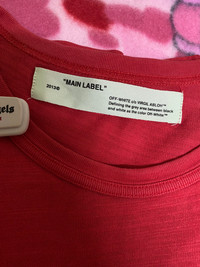 "MAIN LABEL"
2013©
OFF-WHITE c/o VIRGIL ABLOH™
Defining the grey area between black
and white as the color Off-White™
gels